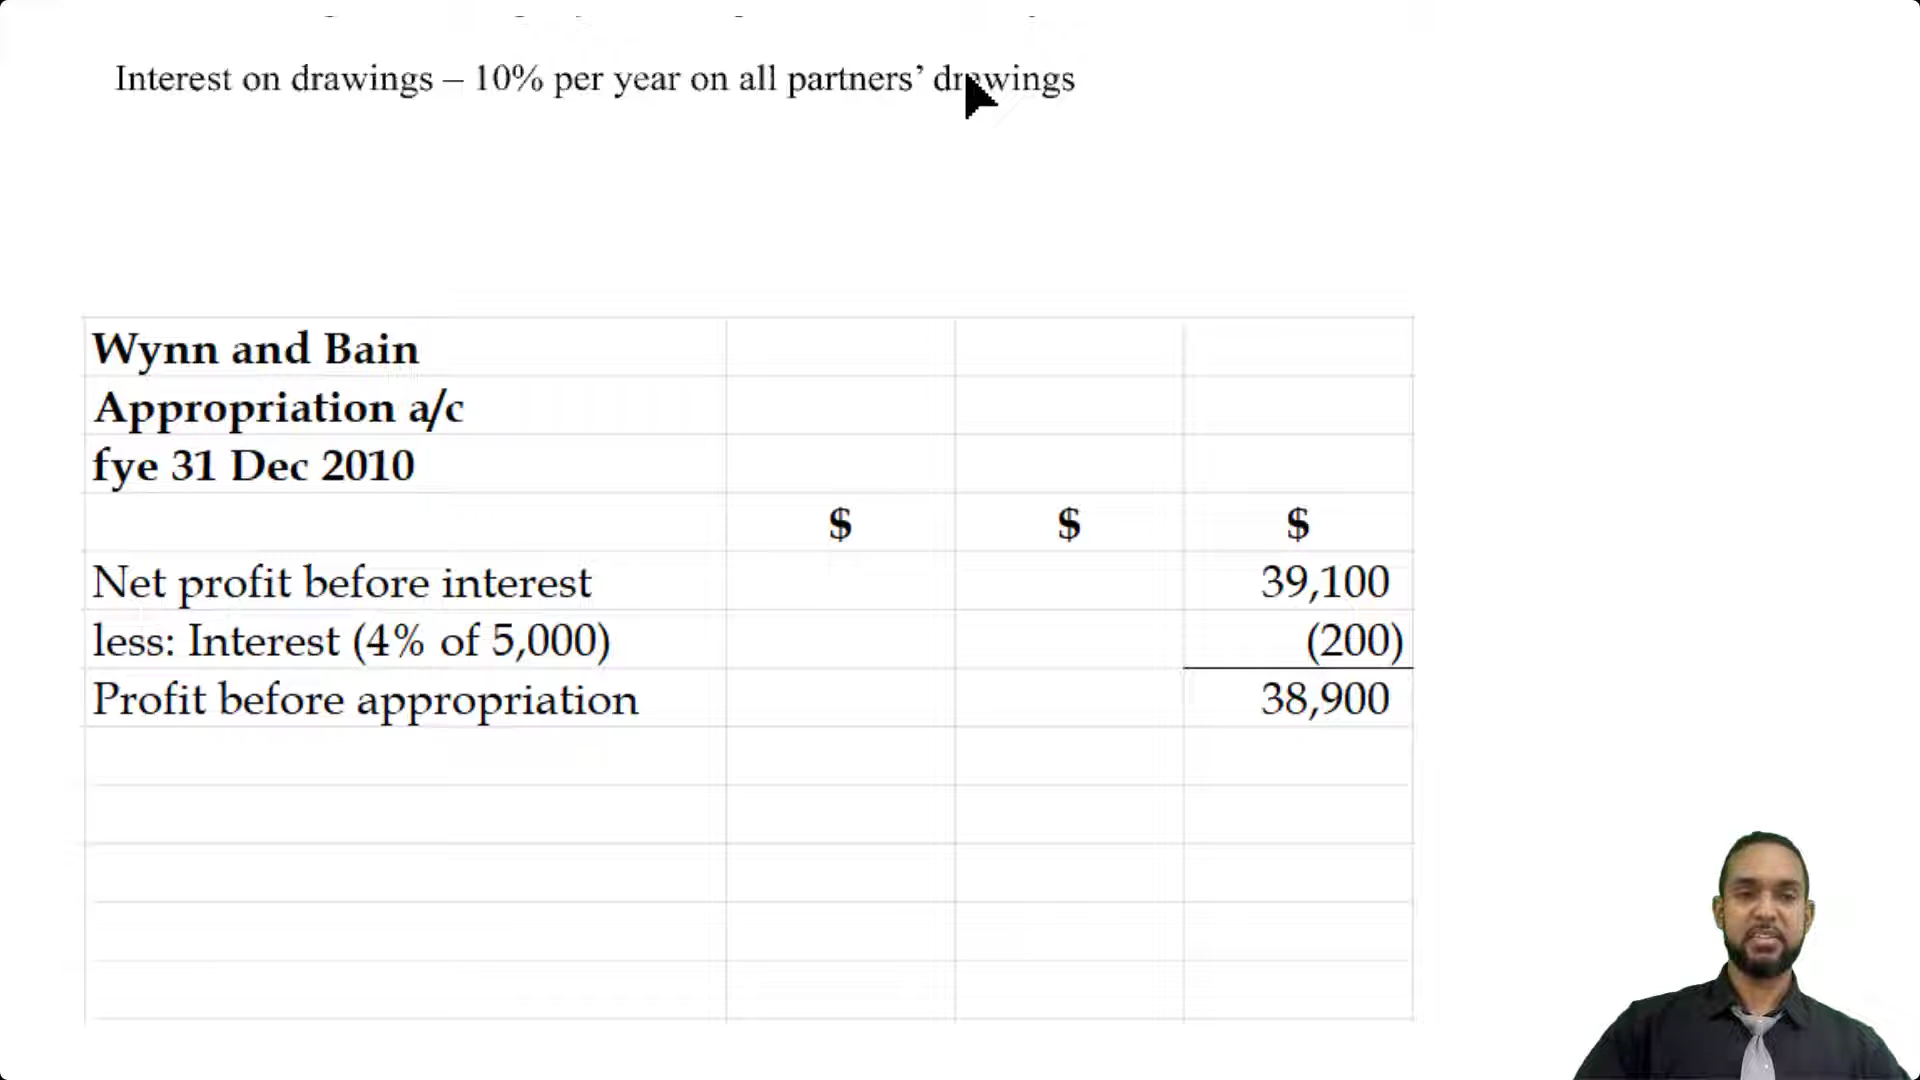 Interest on drawings – 10% per year on all partners’ drawings
Wynn and Bain
Appropriation a/c
fye 31 Dec 2010
$ $ $
Net profit before interest 39,100
less: Interest (4% of 5,000) (200)
Profit before appropriation 38,900